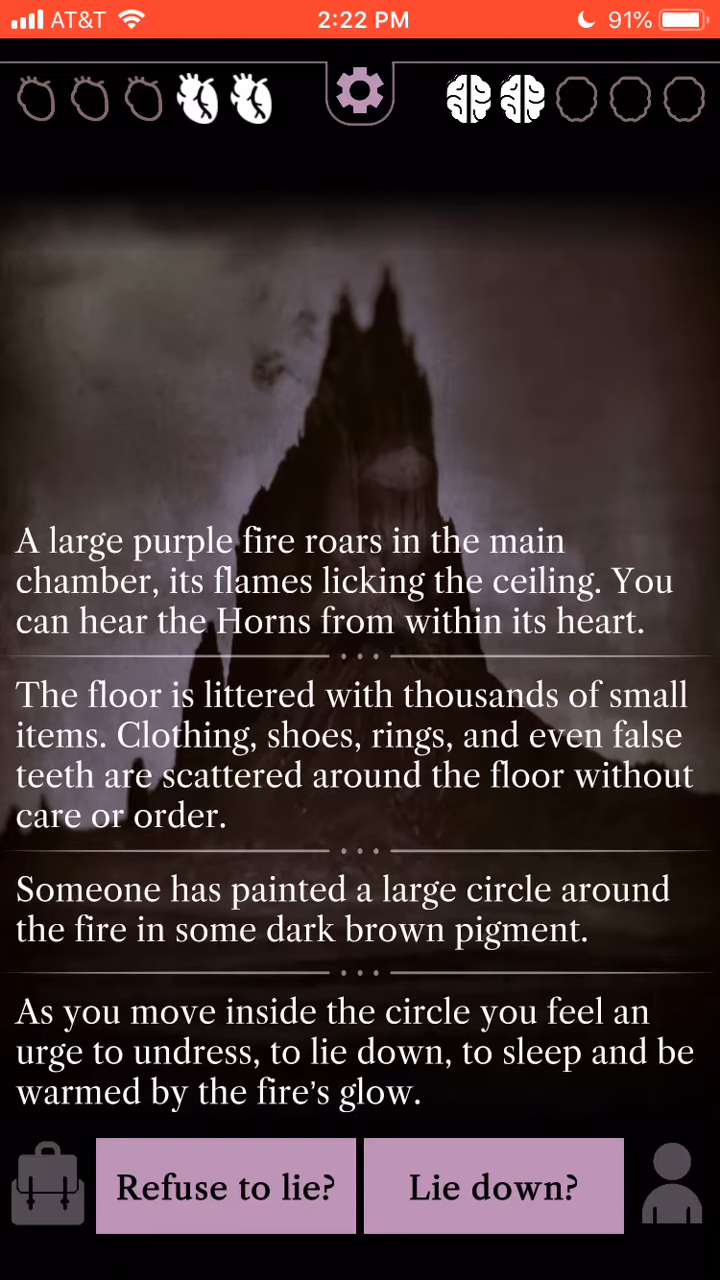 AT&T 2:22 PM 91%
A large purple fire roars in the main
chamber, its flames licking the ceiling. You
can hear the Horns from within its heart.
The floor is littered with thousands of small
items. Clothing, shoes, rings, and even false
teeth are scattered around the floor without
care or order.
Someone has painted a large circle around
the fire in some dark brown pigment.
As you move inside the circle you feel an
urge to undress, to lie down, to sleep and be
warmed by the fire’s glow.
Refuse to lie? Lie down?